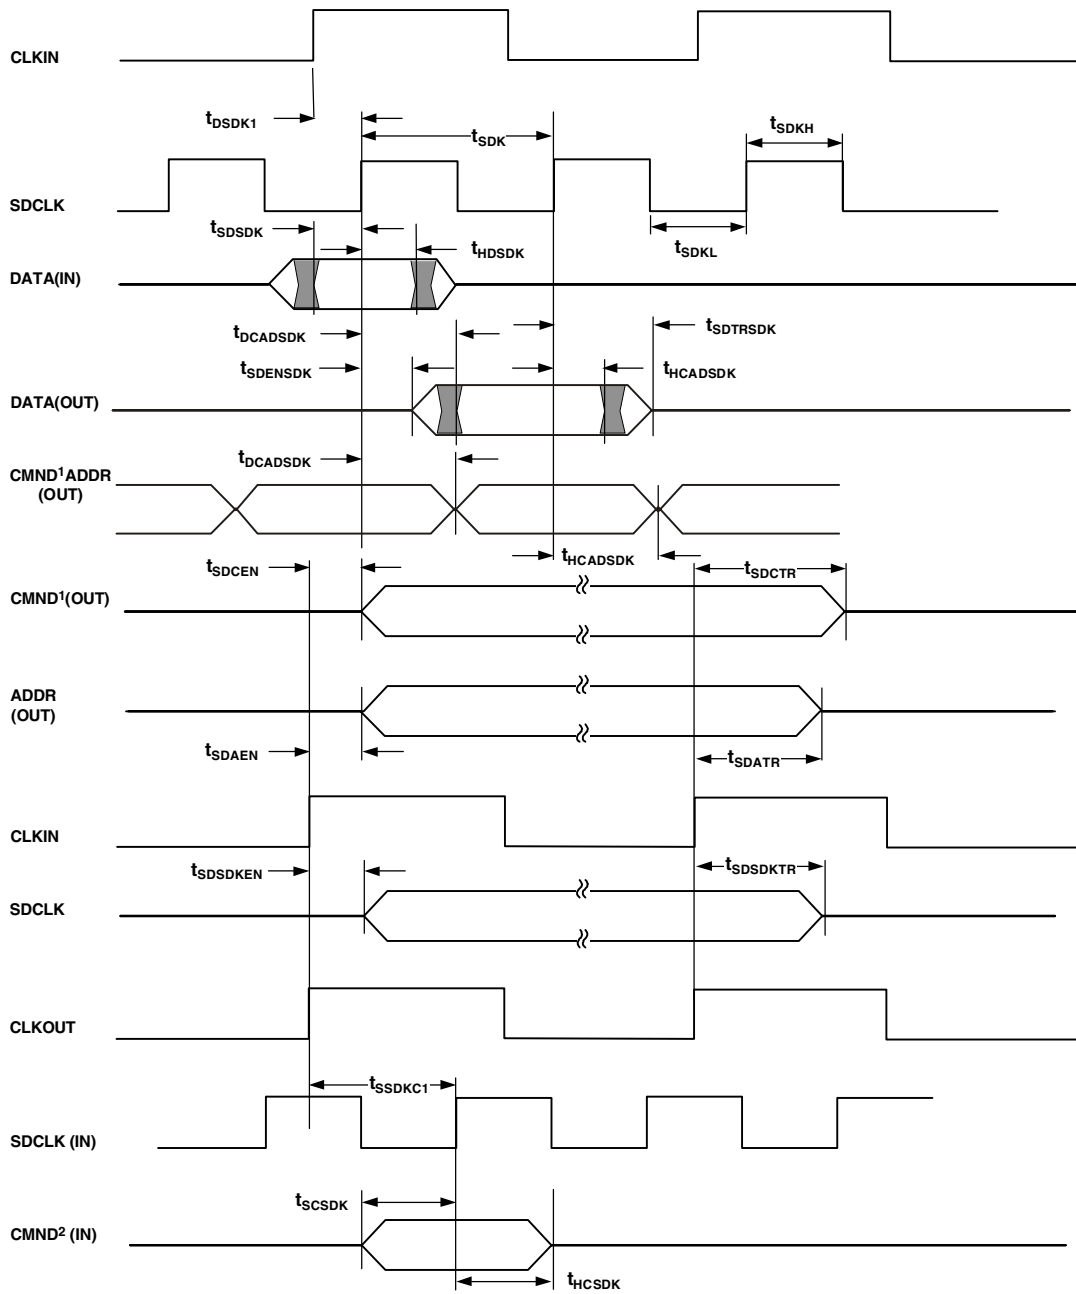 CLKIN
tDSDK1
tSDK
tSDKH
SDCLK
tSDSDK
tHDSDK
tSDKL
DATA(IN)
tDCADSDK
tSDTRSDK
tSDENSDK
tHCADSDK
DATA(OUT)
tDCADSDK
CMND¹ADDR
(OUT)
tHCADSDK
tSDCEN
tSDCTR
CMND¹(OUT)
ADDR
(OUT)
tSDAEN
tSDATR
CLKIN
tSDSDKEN
tSDSDKTR
SDCLK
CLKOUT
tSSDKC1
SDCLK (IN)
tSCSDK
CMND² (IN)
tHCSDK